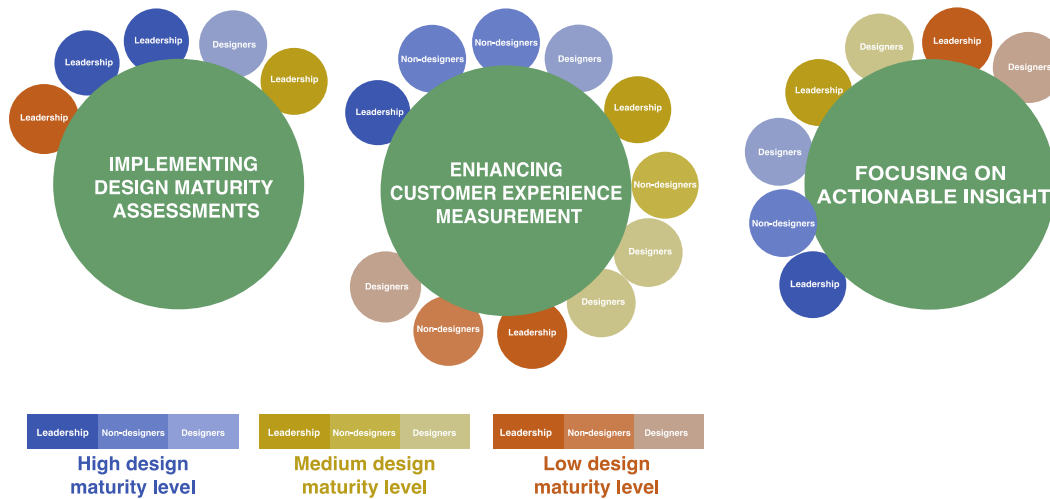 Leadership
Leadership
Leadership
Designers
Leadership
IMPLEMENTING
DESIGN MATURITY
ASSESSMENTS
Leadership
Non-designers
Non-designers
Designers
Leadership
Non-designers
Designers
Designers
Leadership
Non-designers
Designers
ENHANCING
CUSTOMER EXPERIENCE
MEASUREMENT
Designers
Leadership
Designers
Leadership
Designers
Non-designers
Leadership
FOCUSING ON
ACTIONABLE INSIGHT
Leadership Non-designers Designers
High design
maturity level
Leadership Non-designers Designers
Medium design
maturity level
Leadership Non-designers Designers
Low design
maturity level